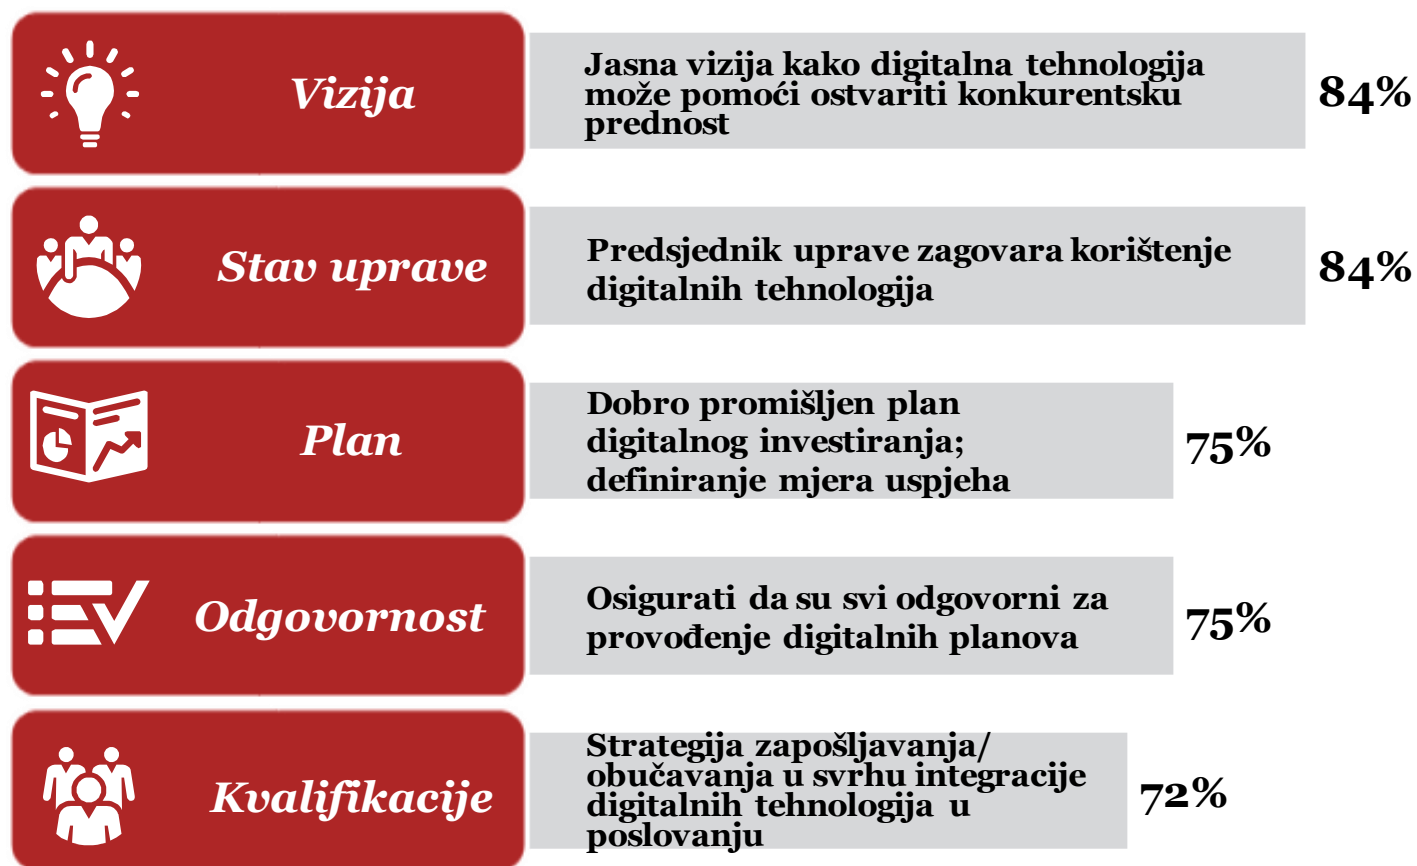 Vizija
Jasna vizija kako digitalna tehnologija
može pomoći ostvariti konkurentsku
prednost
84%
Stav uprave
Predsjednik uprave zagovara korištenje
digitalnih tehnologija
84%
Plan
Dobro promišljen plan
digitalnog investiranja;
definiranje mjera uspjeha
75%
Odgovornost
Osigurati da su svi odgovorni za
provođenje digitalnih planova
75%
Kvalifikacije
Strategija zapošljavanja/
obučavanja u svrhu integracije
digitalnih tehnologija u
poslovanju
72%